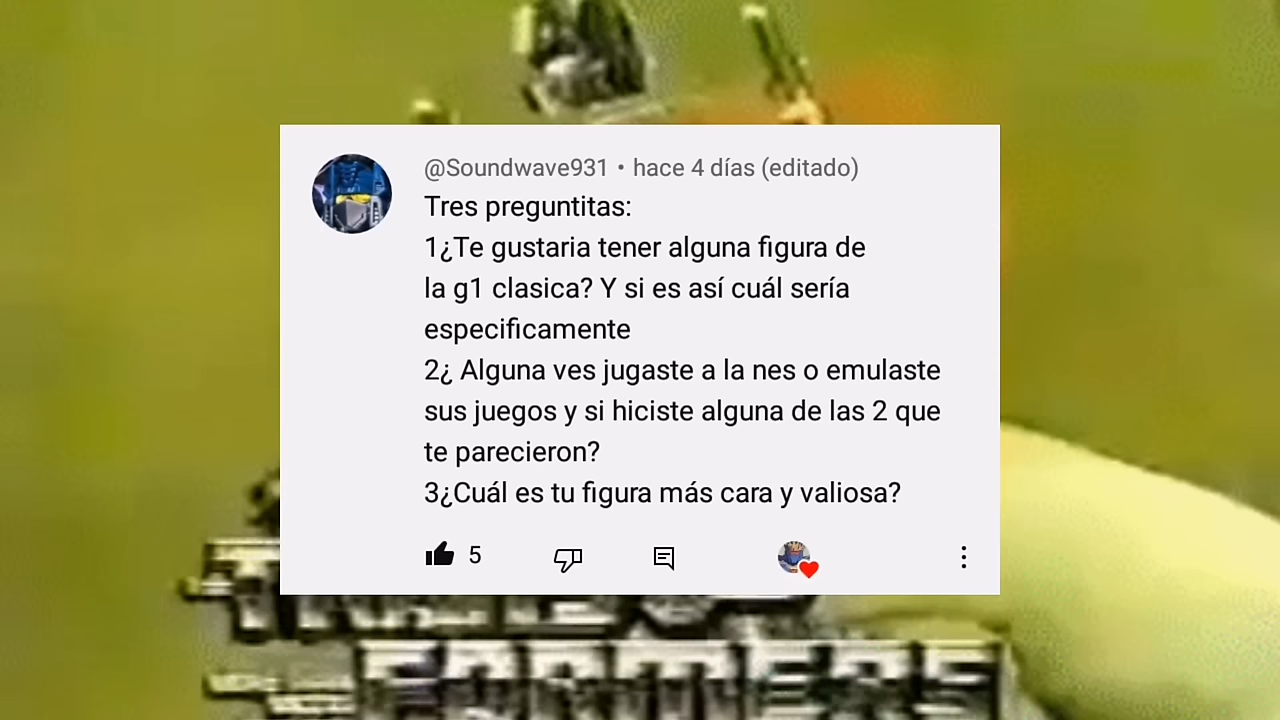 @Soundwave931 • hace 4 días (editado)
Tres preguntitas:
1¿Te gustaria tener alguna figura de
la g1 clasica? Y si es así cuál sería
especificamente
2¿ Alguna ves jugaste a la nes o emulaste
sus juegos y si hiciste alguna de las 2 que
te parecieron?
3¿Cuál es tu figura más cara y valiosa?
5
FORMERS